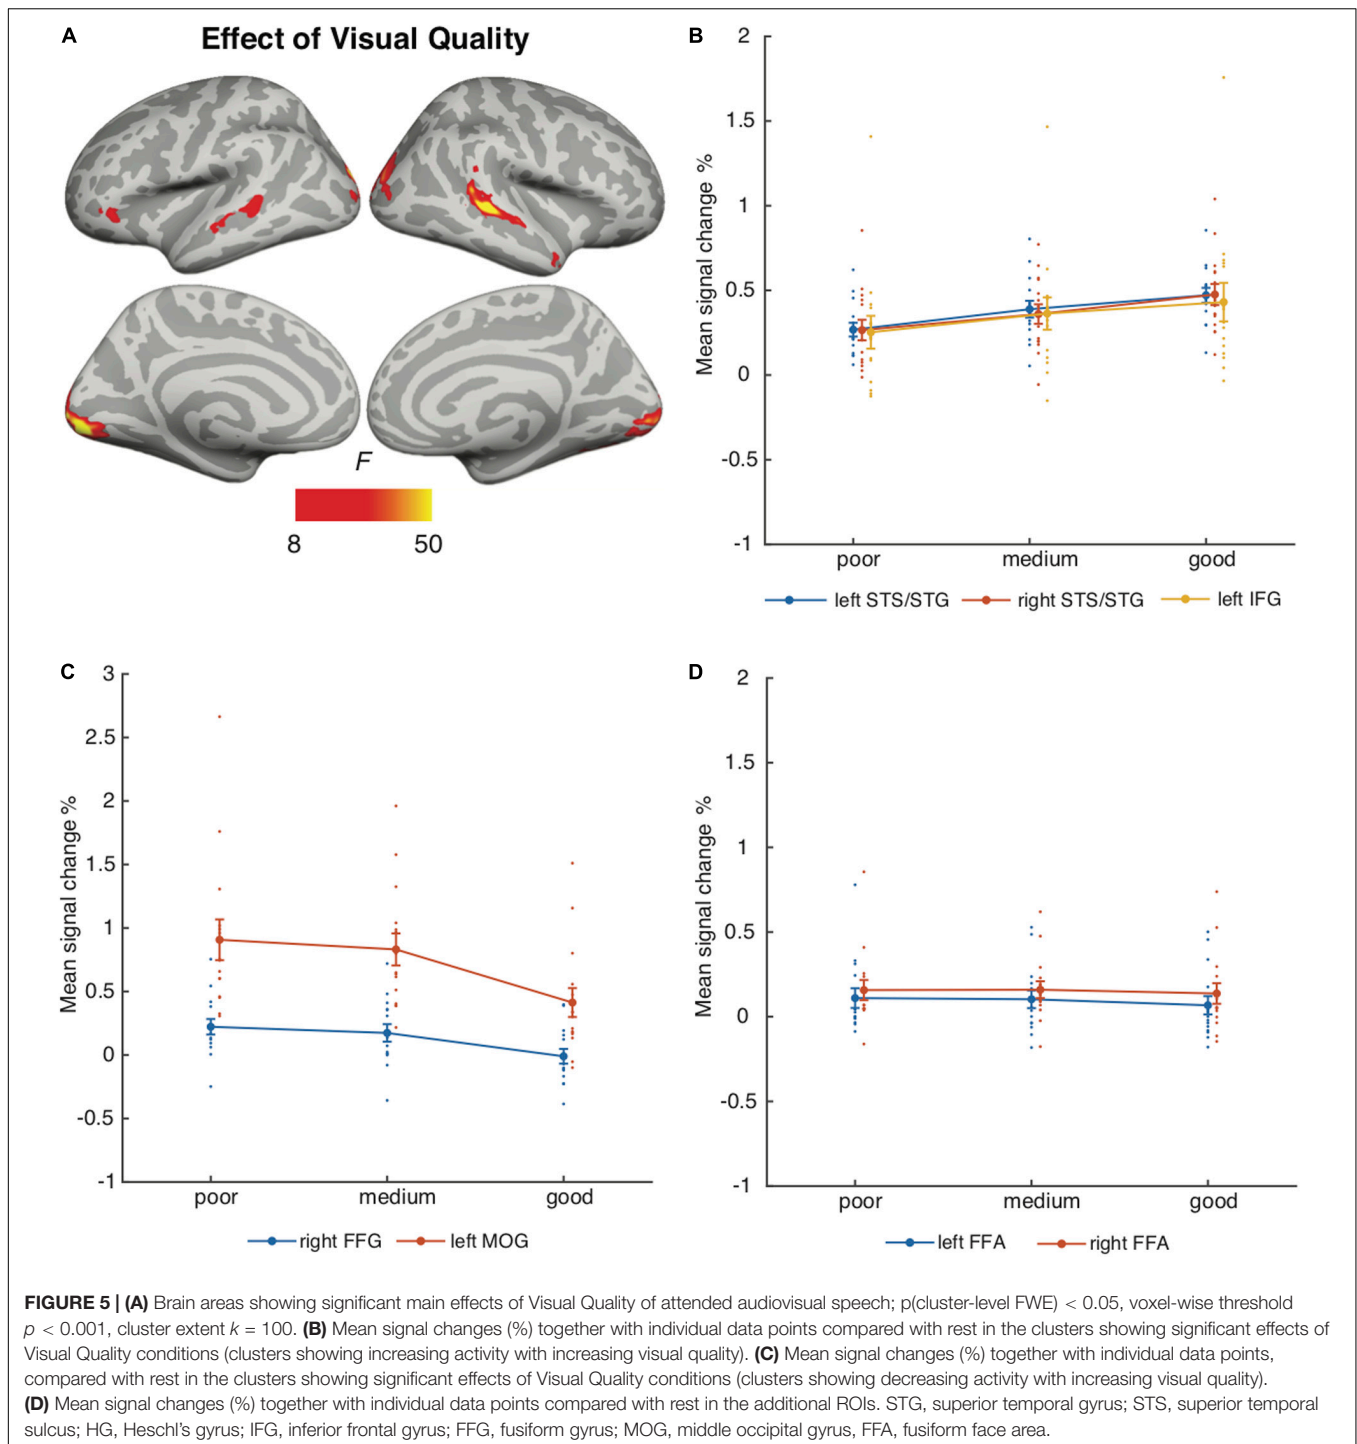 A
Effect of Visual Quality
F
8 50
B
2
1.5
1
0.5
0
-0.5
-1
Mean signal change %
poor medium good
left STS/STG right STS/STG left IFG
C
3
2.5
2
1.5
1
0.5
0
-0.5
-1
Mean signal change %
poor medium good
right FFG left MOG
D
2
1.5
1
0.5
0
-0.5
-1
Mean signal change %
poor medium good
left FFA right FFA
FIGURE 5 | (A) Brain areas showing significant main effects of Visual Quality of attended audiovisual speech; p(cluster-level FWE) < 0.05, voxel-wise threshold
p < 0.001, cluster extent k = 100. (B) Mean signal changes (%) together with individual data points compared with rest in the clusters showing significant effects of
Visual Quality conditions (clusters showing increasing activity with increasing visual quality). (C) Mean signal changes (%) together with individual data points,
compared with rest in the clusters showing significant effects of Visual Quality conditions (clusters showing decreasing activity with increasing visual quality).
(D) Mean signal changes (%) together with individual data points compared with rest in the additional ROIs. STG, superior temporal gyrus; STS, superior temporal
sulcus; HG, Heschl's gyrus; IFG, inferior frontal gyrus; FFG, fusiform gyrus; MOG, middle occipital gyrus, FFA, fusiform face area.